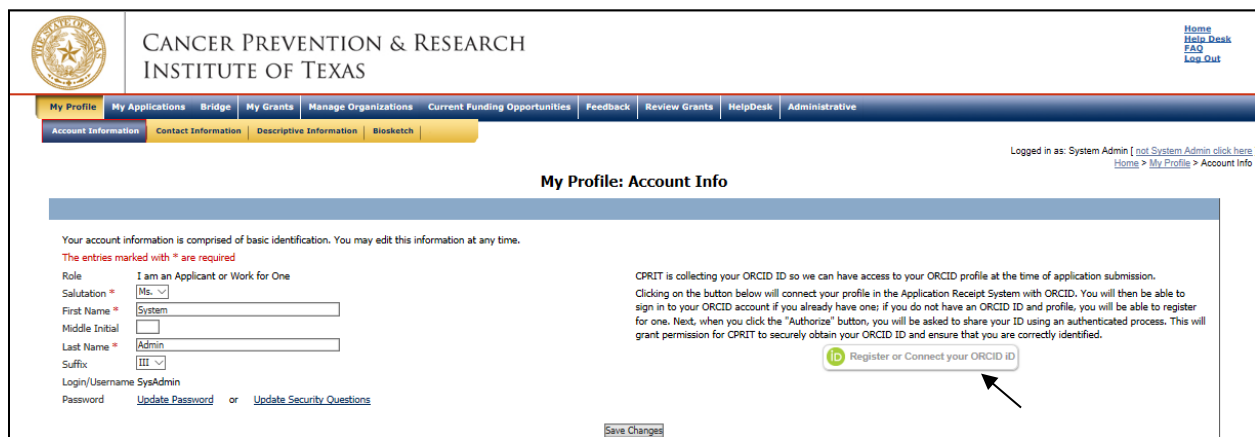 THE STATE OF TEXAS
CANCER PREVENTION & RESEARCH
INSTITUTE OF TEXAS
Home
Help Desk
FAQ
Log Out
My Profile My Applications Bridge My Grants Manage Organizations Current Funding Opportunities Feedback Review Grants HelpDesk Administrative
Account Information Contact Information Descriptive Information Biosketch
Logged in as: System Admin [ not System Admin click here
Home > My Profile > Account Info
My Profile: Account Info
Your account information is comprised of basic identification. You may edit this information at any time.
The entries marked with * are required
Role I am an Applicant or Work for One
Salutation * Ms.
First Name * System
Middle Initial
Last Name * Admin
Suffix III
Login/Username SysAdmin
Password Update Password or Update Security Questions
CPRIT is collecting your ORCID ID so we can have access to your ORCID profile at the time of application submission.
Clicking on the button below will connect your profile in the Application Receipt System with ORCID. You will then be able to
sign in to your ORCID account if you already have one; if you do not have an ORCID ID and profile, you will be able to register
for one. Next, when you click the "Authorize" button, you will be asked to share your ID using an authenticated process. This will
grant permission for CPRIT to securely obtain your ORCID ID and ensure that you are correctly identified.
iD Register or Connect your ORCID iD
Save Changes